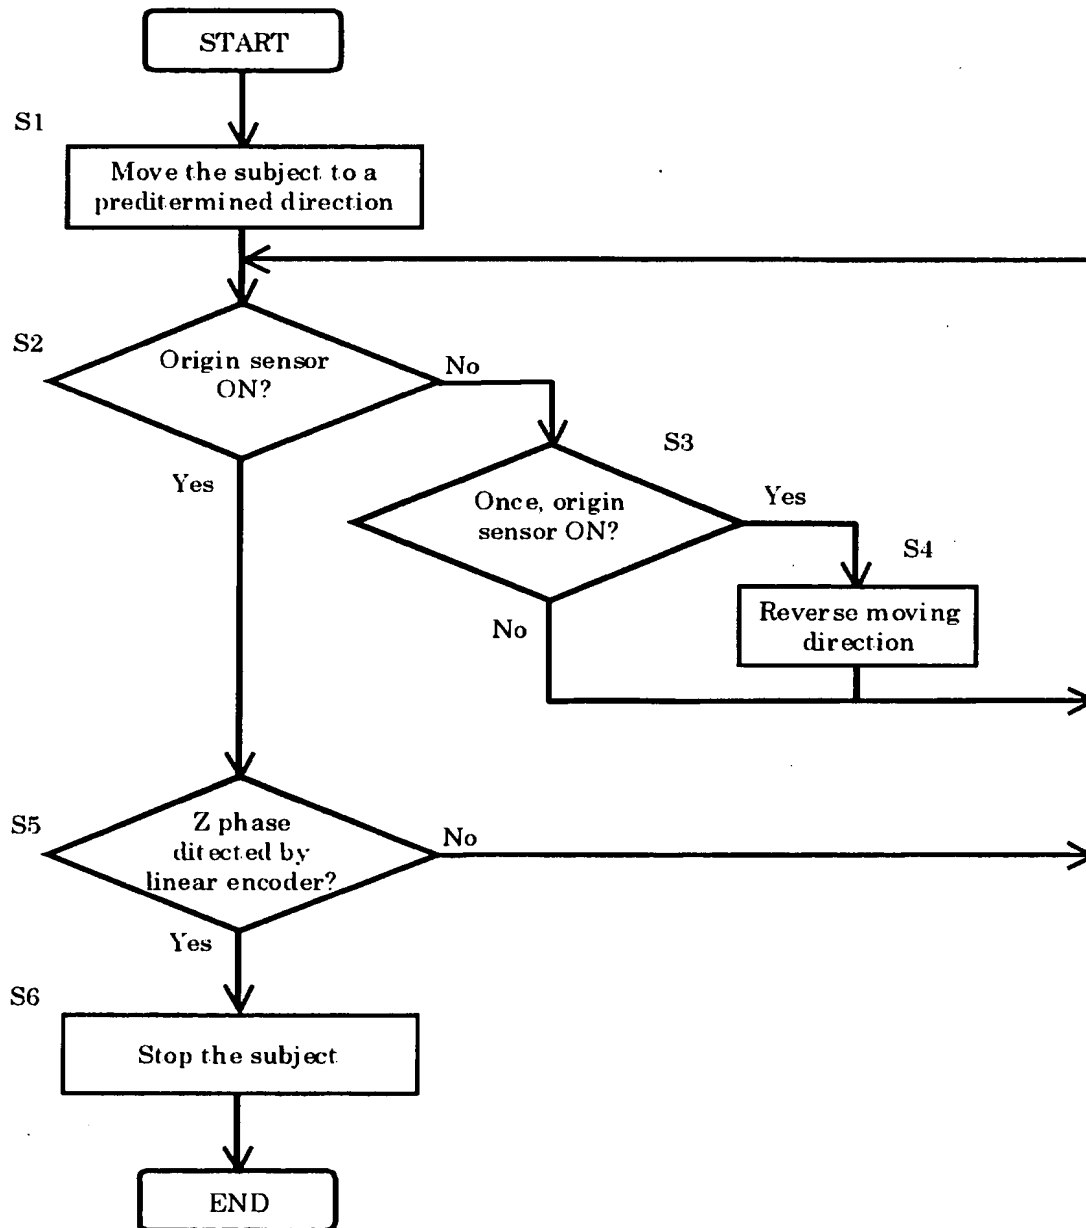 START
S1
Move the subject to a
preditermined direction
S2
Origin sensor
ON?
No
Yes
S3
Once, origin
sensor ON?
Yes
No
S4
Reverse moving
direction
S5
Z phase
ditected by
linear encoder?
No
Yes
S6
Stop the subject
END